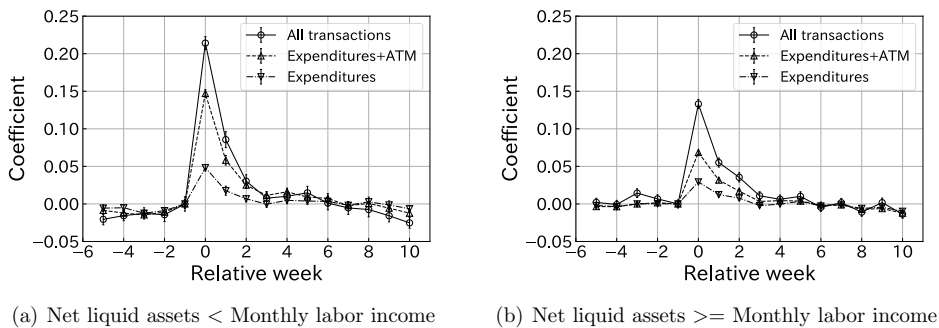 0.25
0.20
0.15
0.10
0.05
0.00
−0.05
Coefficient
All transactions
Expenditures+ATM
Expenditures
−6 −4 −2 0 2 4 6 8 10
Relative week
(a) Net liquid assets < Monthly labor income
0.25
0.20
0.15
0.10
0.05
0.00
−0.05
Coefficient
All transactions
Expenditures+ATM
Expenditures
−6 −4 −2 0 2 4 6 8 10
Relative week
(b) Net liquid assets >= Monthly labor income